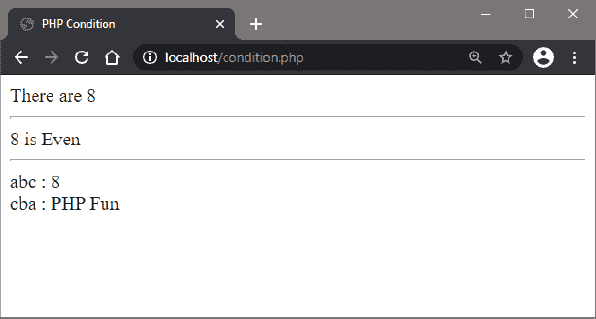 PHP Condition
localhost/condition.php
There are 8
8 is Even
abc : 8
cba : PHP Fun